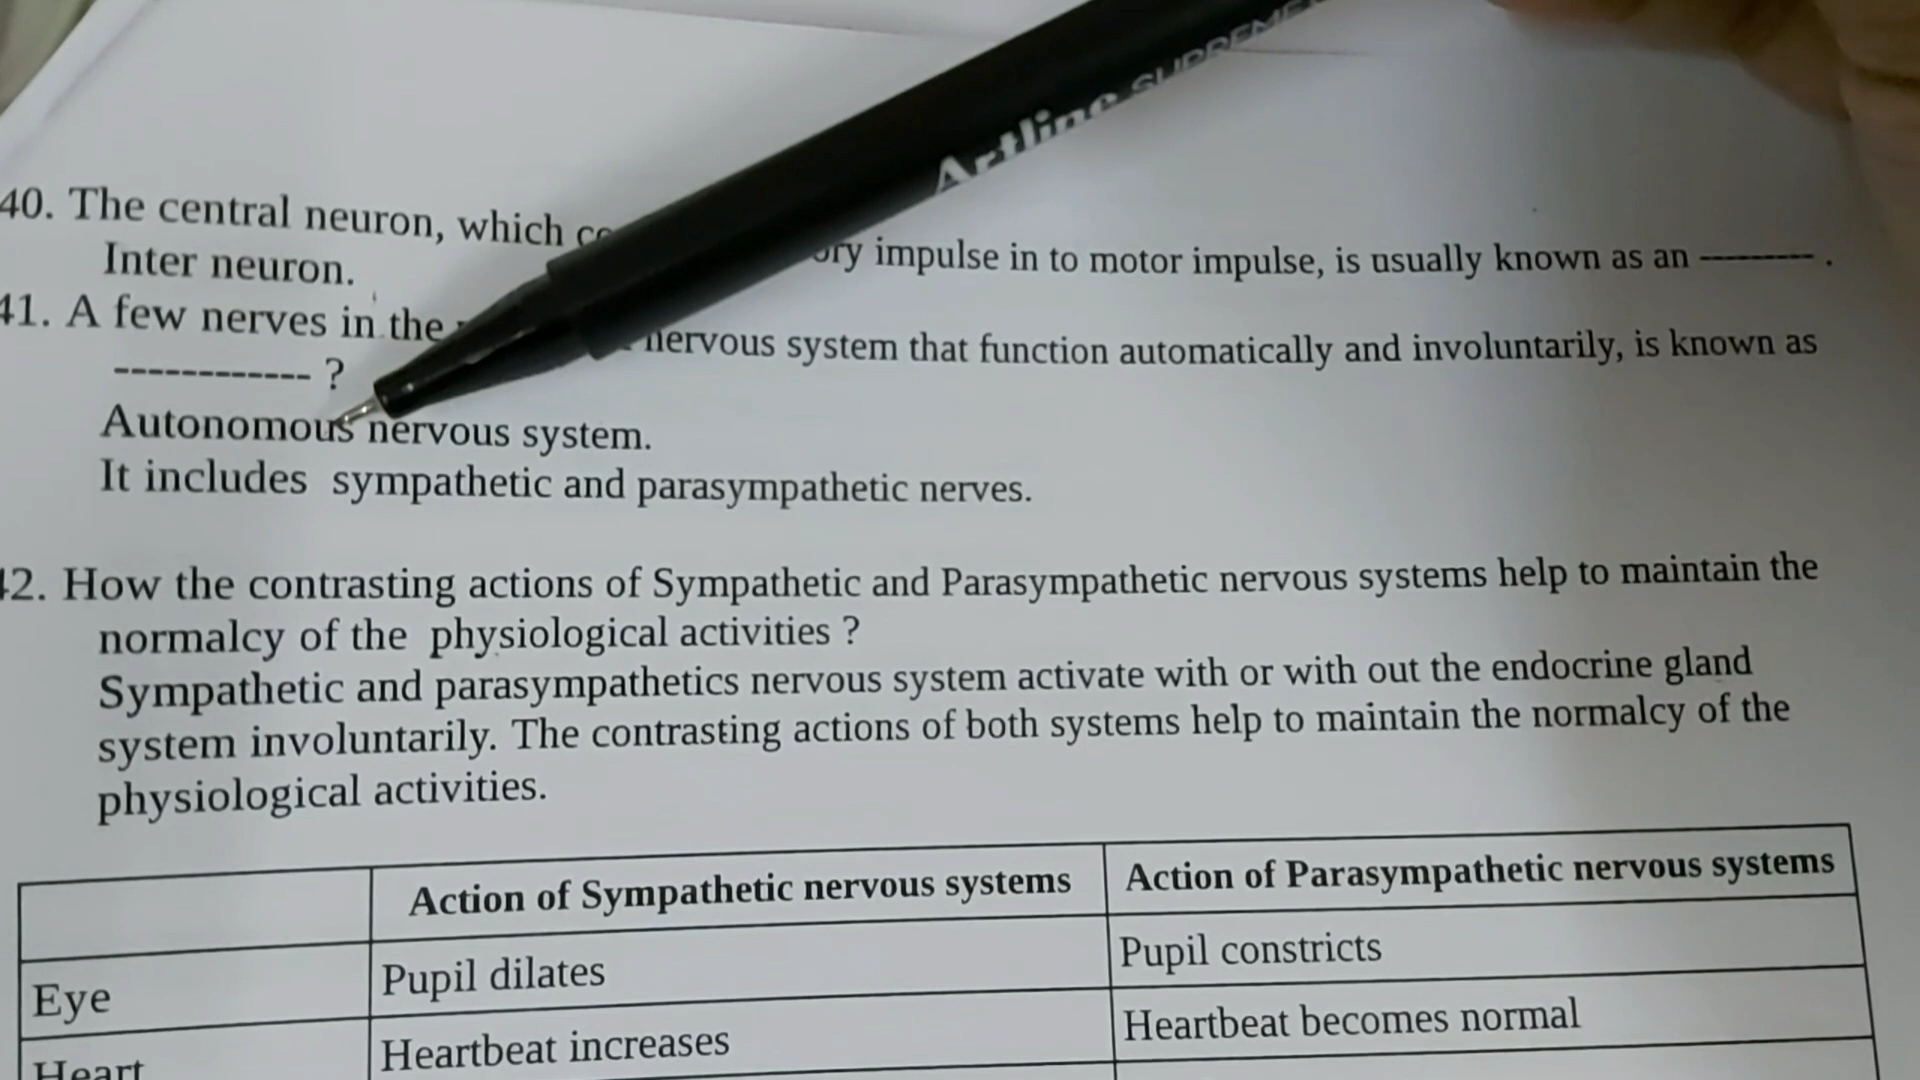 Artline SUPREME
40. The central neuron, which impulse in to motor impulse, is usually known as an --------- .
Inter neuron.
41. A few nerves in the nervous system that function automatically and involuntarily, is known as
------------ ?
Autonomous nervous system.
It includes sympathetic and parasympathetic nerves.
42. How the contrasting actions of Sympathetic and Parasympathetic nervous systems help to maintain the
normalcy of the physiological activities ?
Sympathetic and parasympathetics nervous system activate with or with out the endocrine gland
system involuntarily. The contrasting actions of both systems help to maintain the normalcy of the
physiological activities.
Action of Sympathetic nervous systems Action of Parasympathetic nervous systems
Eye Pupil dilates Pupil constricts
Heart Heartbeat increases Heartbeat becomes normal